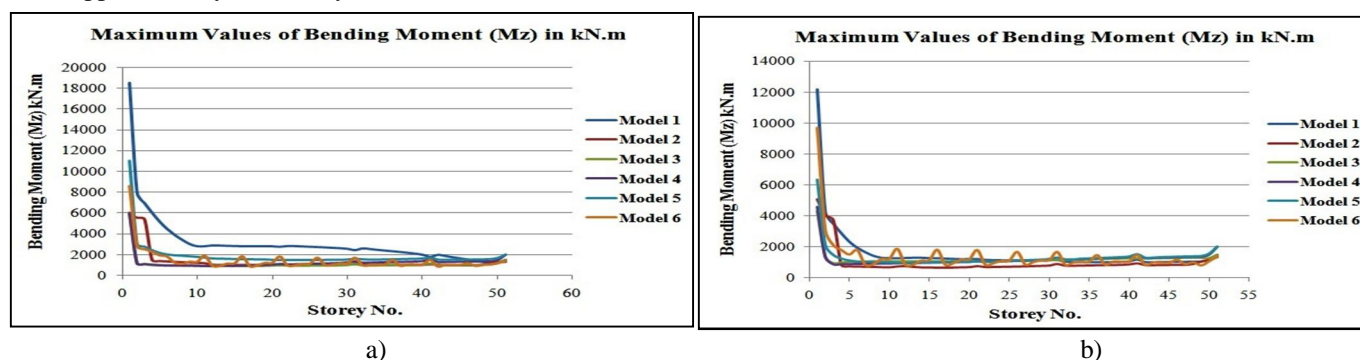 Maximum Values of Bending Moment (Mz) in kN.m
Bending Moment (Mz) kN.m
20000
18000
16000
14000
12000
10000
8000
6000
4000
2000
0
0 10 20 30 40 50 60
Storey No.
Model 1
Model 2
Model 3
Model 4
Model 5
Model 6
a)
Maximum Values of Bending Moment (Mz) in kN.m
Bending Moment (Mz) kN.m
14000
12000
10000
8000
6000
4000
2000
0
0 5 10 15 20 25 30 35 40 45 50 55
Storey No.
Model 1
Model 2
Model 3
Model 4
Model 5
Model 6
b)